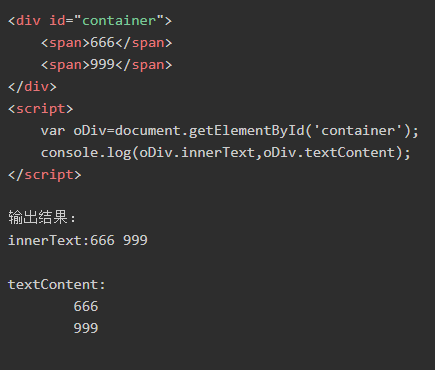 <div id="container">
    <span>666</span>
    <span>999</span>
</div>
<script>
    var oDiv=document.getElementById('container');
    console.log(oDiv.innerText,oDiv.textContent);
</script>

输出结果：
innerText:666 999

textContent:
        666
        999